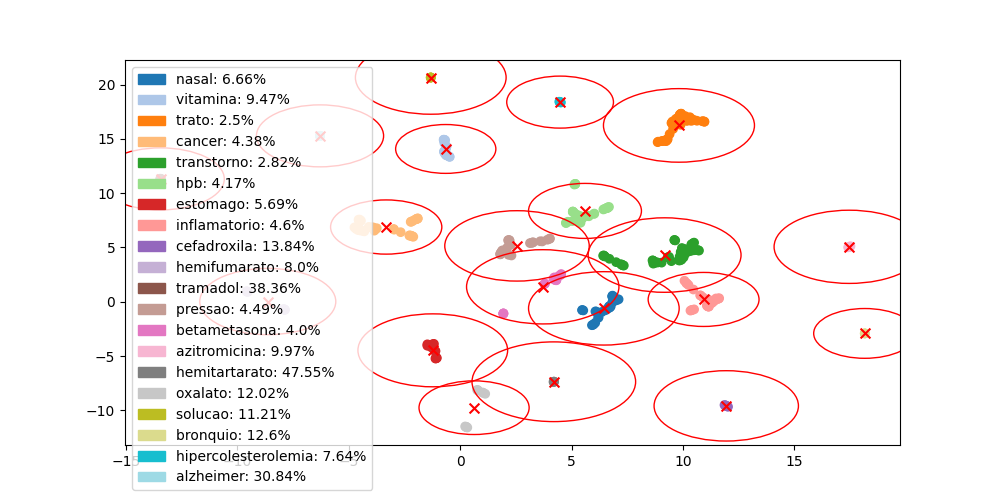 20
15
10
5
0
−5
−10
−15
−10
−5
0
5
10
15
nasal: 6.66%
vitamina: 9.47%
trato: 2.5%
cancer: 4.38%
transtorno: 2.82%
hpb: 4.17%
estomago: 5.69%
inflamatorio: 4.6%
cefadroxila: 13.84%
hemifumarato: 8.0%
tramadol: 38.36%
pressao: 4.49%
betametasona: 4.0%
azitromicina: 9.97%
hemitartarato: 47.55%
oxalato: 12.02%
solucao: 11.21%
bronquio: 12.6%
hipercolesterolemia: 7.64%
alzheimer: 30.84%